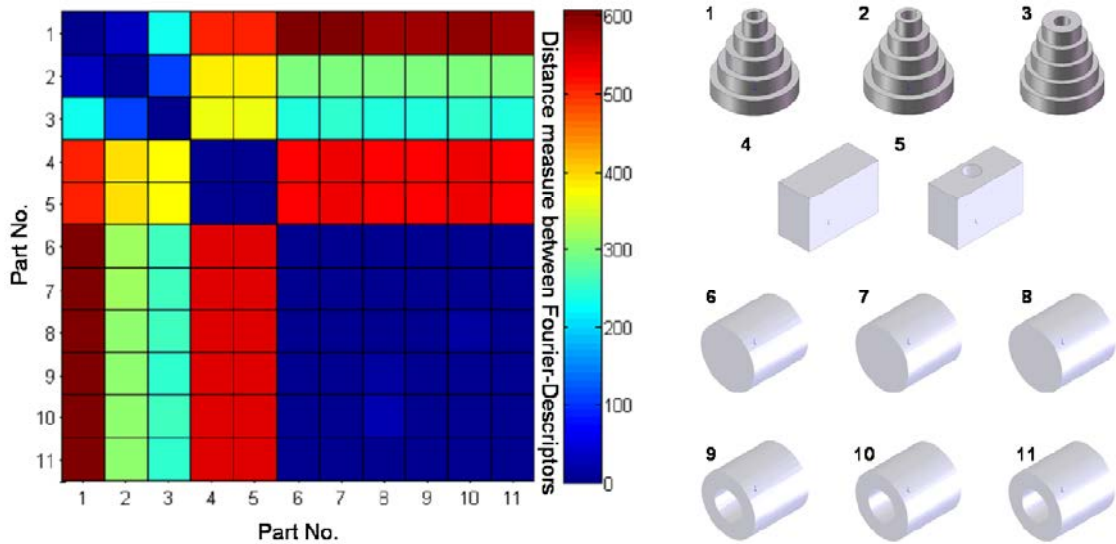 1
2
3
4
5
6
7
8
9
10
11
Part No.
1 2 3 4 5 6 7 8 9 10 11
Part No.
600
500
400
300
200
100
0
Distance measure between Fourier-Descriptors
1 2 3
4 5
6 7 8
9 10 11